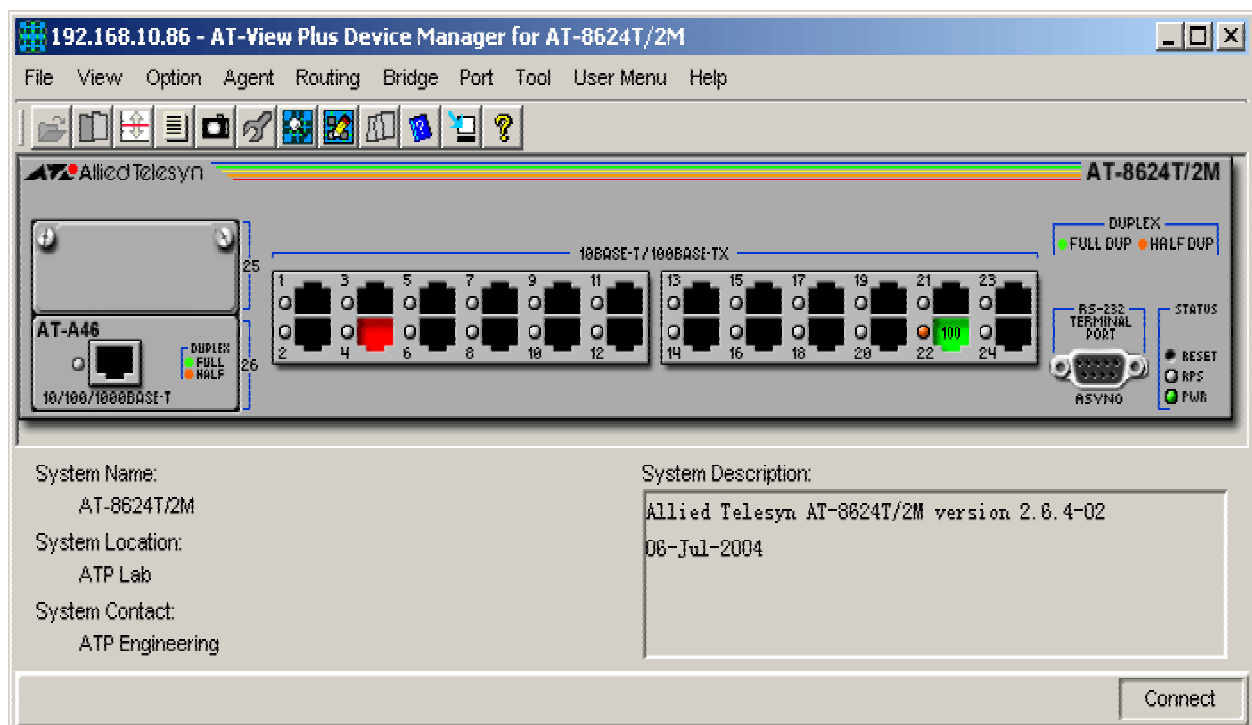 192.168.10.86 - AT-View Plus Device Manager for AT-8624T/2M
File View Option Agent Routing Bridge Port Tool User Menu Help
Allied Telesyn
AT-8624T/2M
DUPLEX
FULL DUP HALF DUP
10BASE-T/100BASE-TX
25
1 3 5 7 9 11 13 15 17 19 21 23
100
2 4 6 8 10 12 14 16 18 20 22 24
AT-A46
DUPLEX
FULL
HALF
26
10/100/1000BASE-T
RS-232
TERMINAL
PORT
ASYNO
STATUS
RESET
RPS
PWR
System Name:
AT-8624T/2M
System Location:
ATP Lab
System Contact:
ATP Engineering
System Description:
Allied Telesyn AT-8624T/2M version 2.6.4-02
06-Jul-2004
Connect